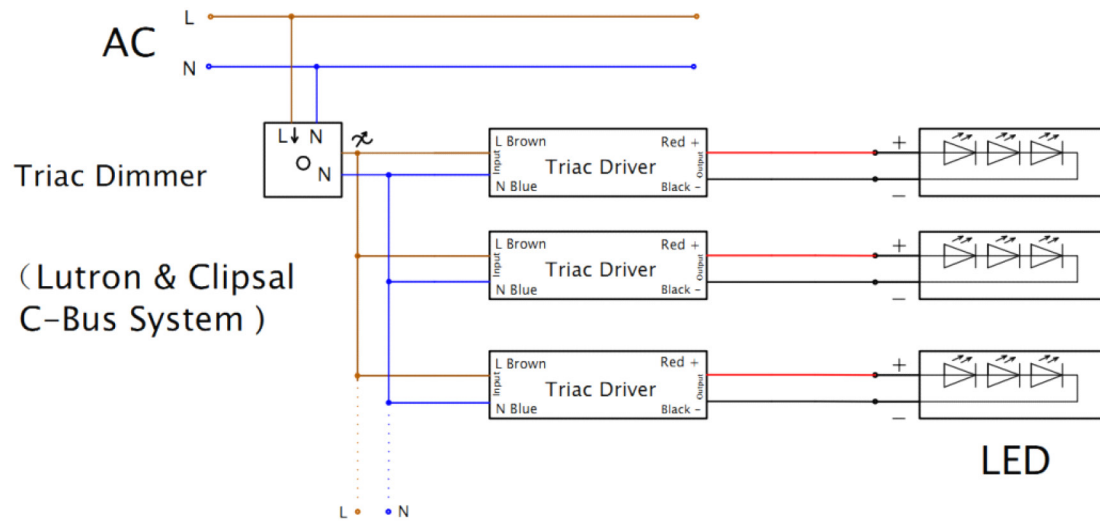 L
AC
N
L N
N
Triac Dimmer
(Lutron & Clipsal
C-Bus System )
L Brown
Input
N Blue
Triac Driver
Red +
Output
Black -
+
-
L Brown
Input
N Blue
Triac Driver
Red +
Output
Black -
+
-
L Brown
Input
N Blue
Triac Driver
Red +
Output
Black -
+
-
LED
L
N